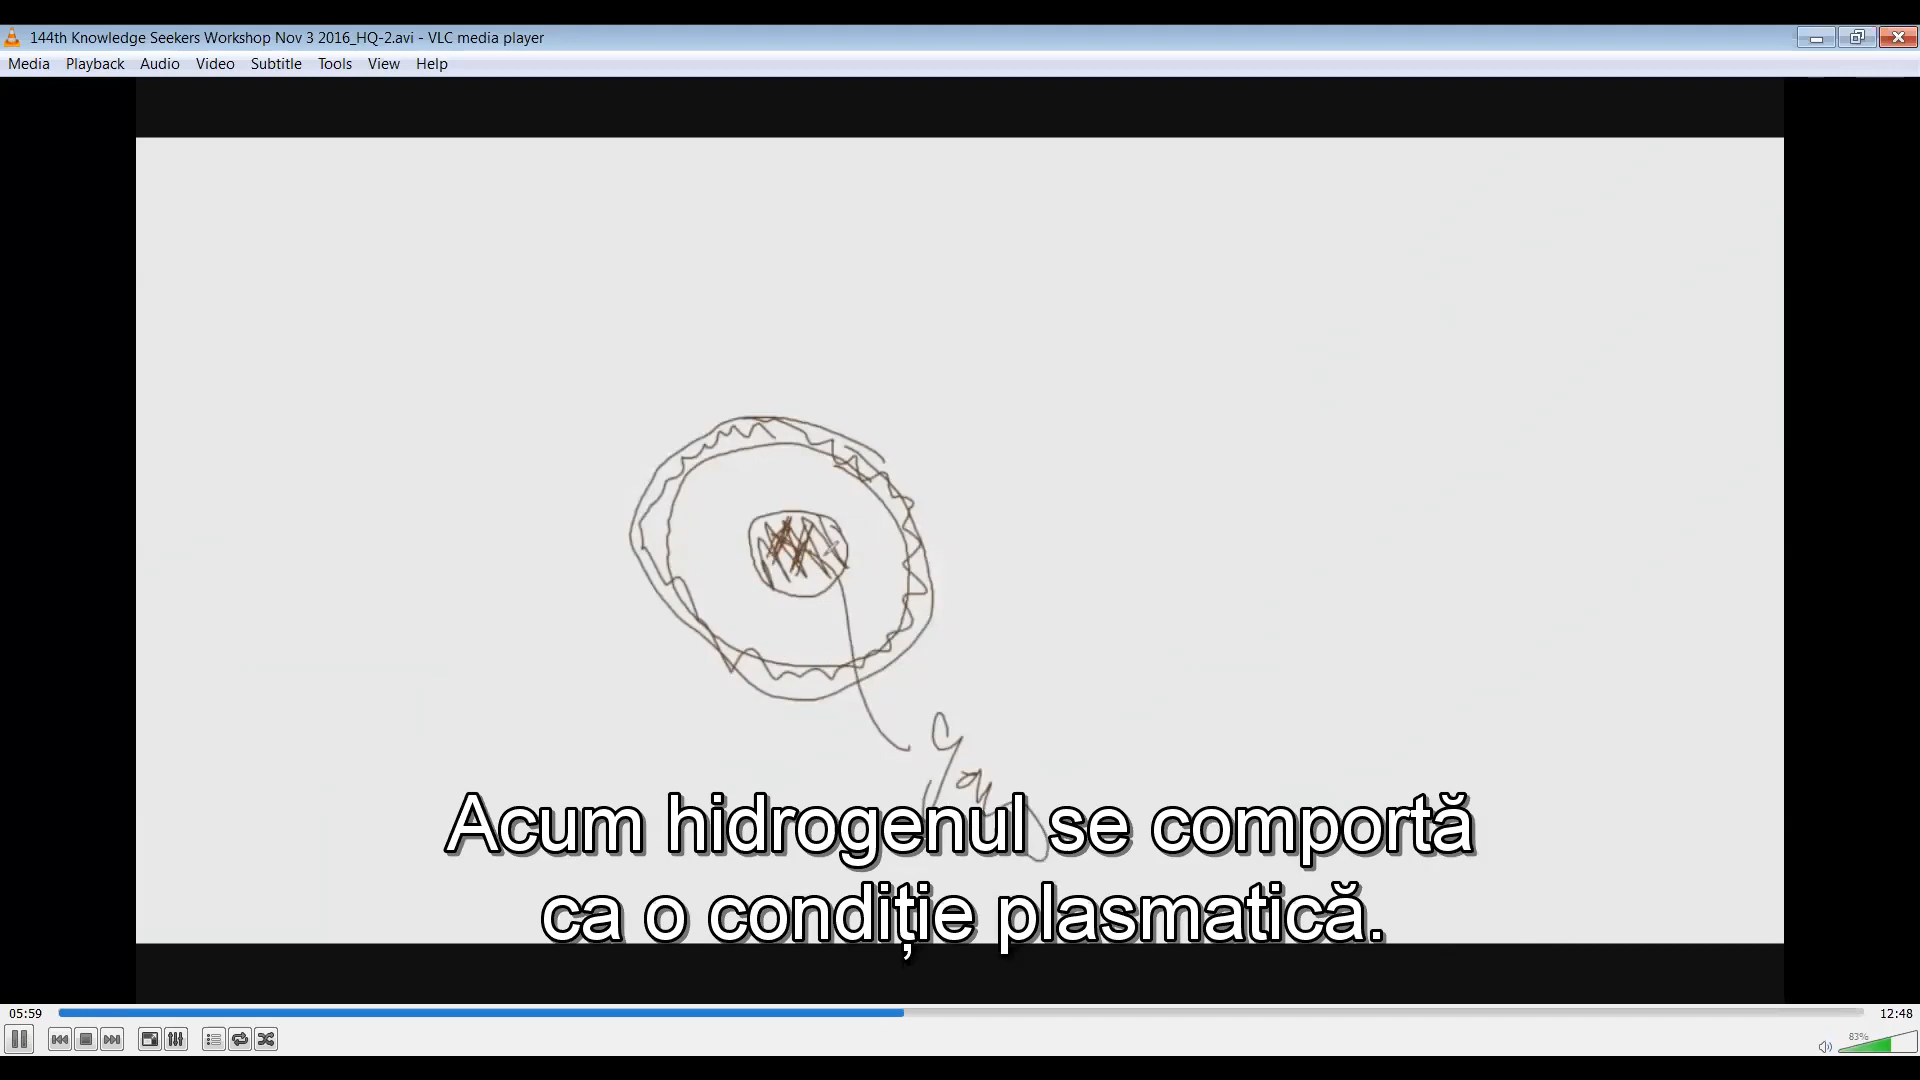 144th Knowledge Seekers Workshop Nov 3 2016_HQ-2.avi - VLC media player
Media Playback Audio Video Subtitle Tools View Help
Acum hidrogenul se comportă
ca o condiție plasmatică.
05:59
12:48
83%